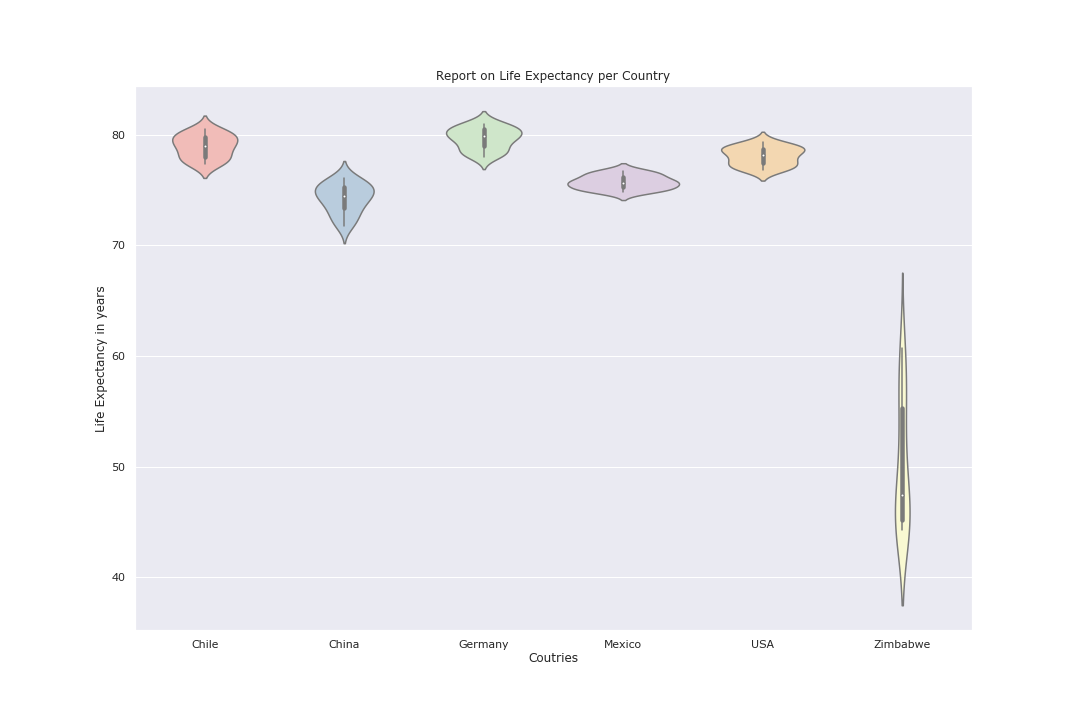 Report on Life Expectancy per Country
Life Expectancy in years
80
70
60
50
40
Chile China Germany Mexico USA Zimbabwe
Coutries